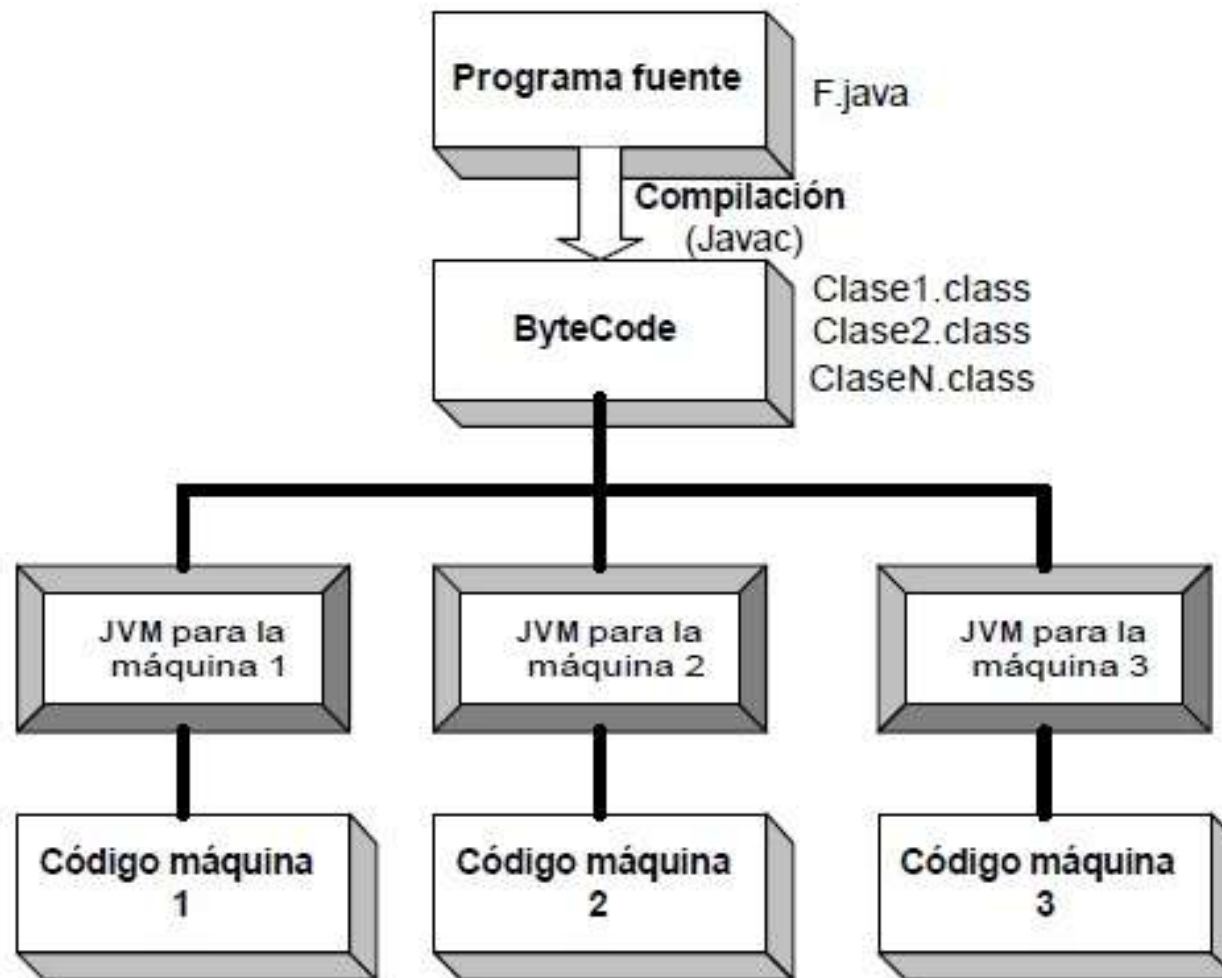 Programa fuente
F.java
Compilación
(Javac)
ByteCode
Clase1.class
Clase2.class
ClaseN.class
JVM para la
máquina 1
JVM para la
máquina 2
JVM para la
máquina 3
Código máquina
1
Código máquina
2
Código máquina
3